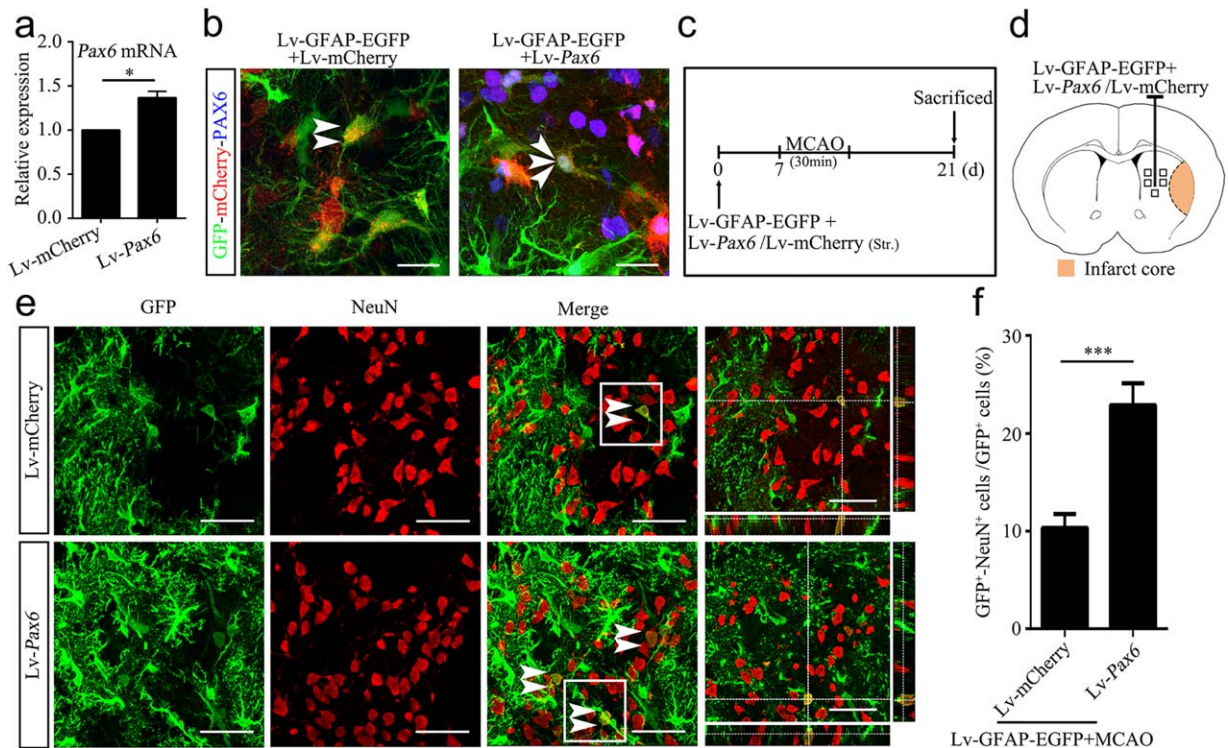 a
Pax6 mRNA
*
Relative expression
1.5
1.0
0.5
0.0
Lv-mCherry
Lv-Pax6
b
Lv-GFAP-EGFP
+Lv-mCherry
Lv-GFAP-EGFP
+Lv-Pax6
GFP-mCherry-PAX6
c
Sacrificed
MCAO
(30min)
0
7
21 (d)
Lv-GFAP-EGFP +
Lv-Pax6 /Lv-mCherry (Str.)
d
Lv-GFAP-EGFP+
Lv-Pax6 /Lv-mCherry
Infarct core
e
GFP
NeuN
Merge
Lv-mCherry
Lv-Pax6
f
***
GFP⁺-NeuN⁺ cells /GFP⁺ cells (%)
30
20
10
0
Lv-mCherry
Lv-Pax6
Lv-GFAP-EGFP+MCAO